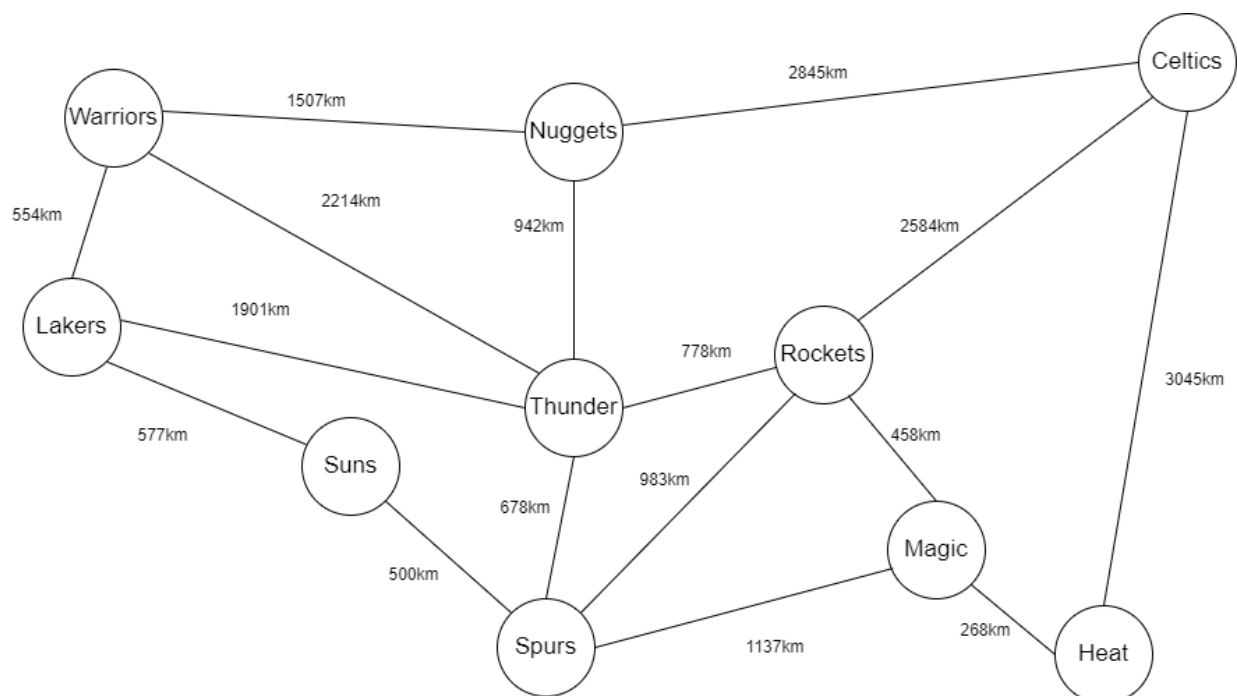 Celtics
2845km
Warriors
1507km
Nuggets
2214km
554km
942km
2584km
1901km
Lakers
778km
Rockets
3045km
Thunder
577km
458km
Suns
983km
678km
Magic
500km
268km
1137km
Spurs
Heat